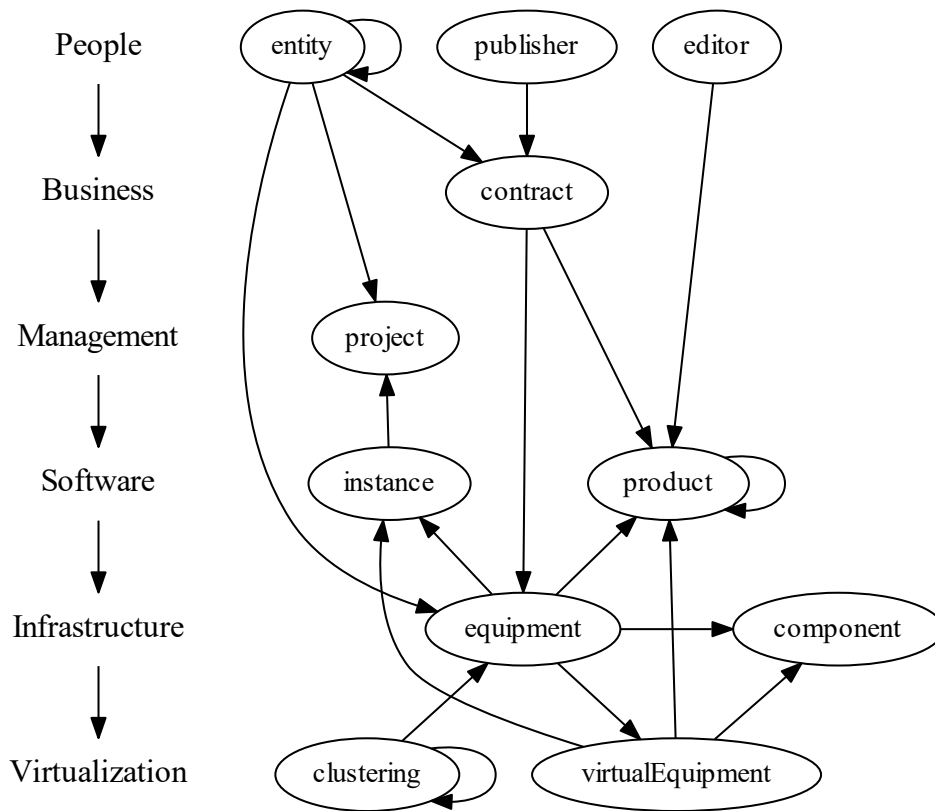 People
entity
publisher
editor
Business
contract
Management
project
Software
instance
product
Infrastructure
equipment
component
Virtualization
clustering
virtualEquipment